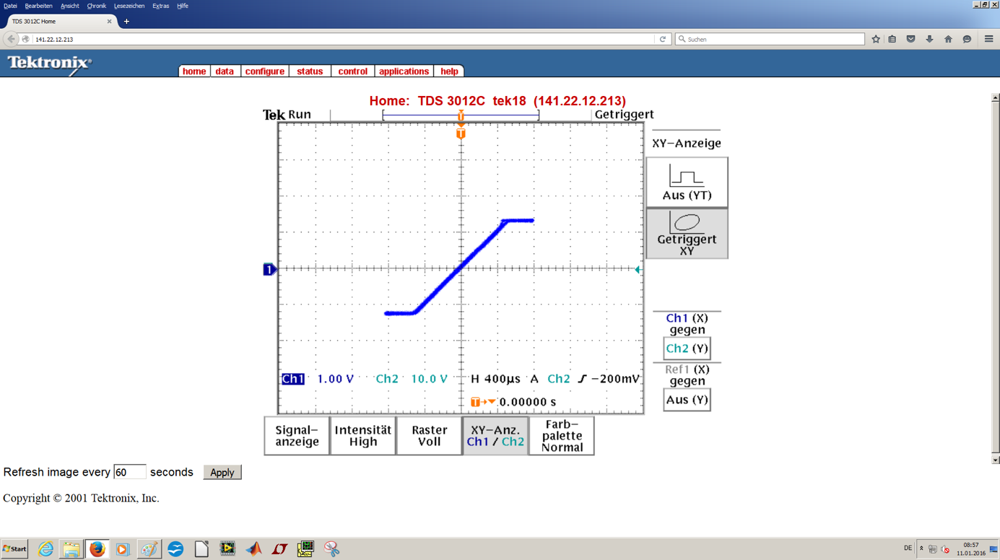 Datei Bearbeiten Ansicht Chronik Lesezeichen Extras Hilfe
TDS 3012C Home × +
141.22.12.213 Suchen
Tektronix®
home data configure status control applications help
Home: TDS 3012C tek18 (141.22.12.213)
Tek Run T Getriggert
T
XY-Anzeige
Aus (YT)
Getriggert
XY
1
Ch1 (X)
gegen
Ch2 (Y)
Ref1 (X)
gegen
Aus (Y)
Ch1 1.00 V Ch2 10.0 V H 400µs A Ch2 -200mV
T→▼ 0.00000 s
Signal-
anzeige
Intensität
High
Raster
Voll
XY-Anz.
Ch1 / Ch2
Farb-
palette
Normal
Refresh image every 60 seconds Apply
Copyright © 2001 Tektronix, Inc.
Start DE 08:57
11.01.2016